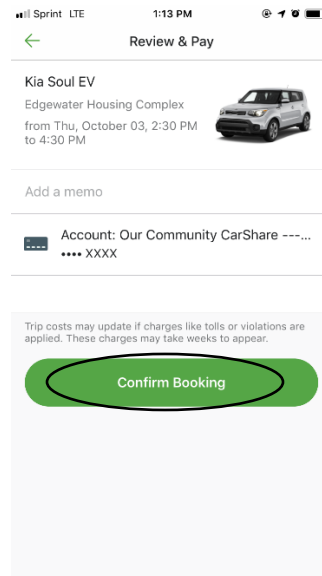 Sprint LTE 1:13 PM
Review & Pay
Kia Soul EV
Edgewater Housing Complex
from Thu, October 03, 2:30 PM
to 4:30 PM
Add a memo
Account: Our Community CarShare ---...
•••• XXXX
Trip costs may update if charges like tolls or violations are
applied. These charges may take weeks to appear.
Confirm Booking